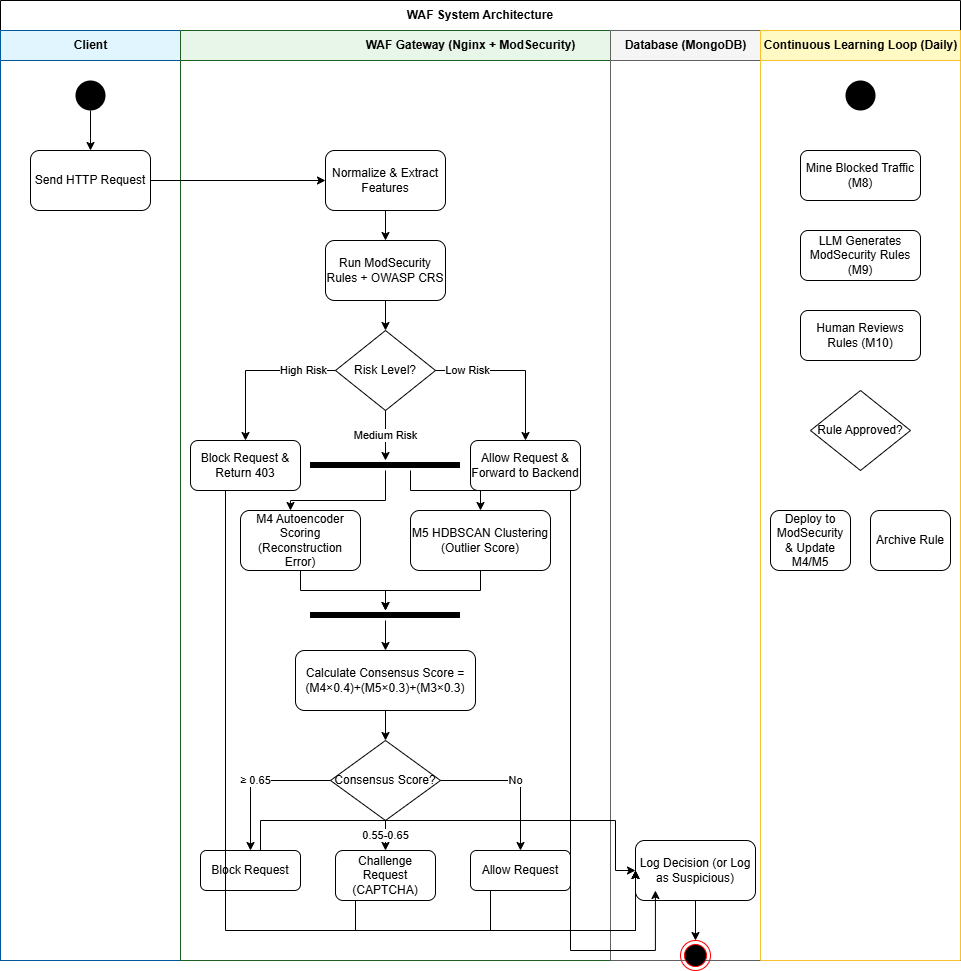 WAF System Architecture
Client
WAF Gateway (Nginx + ModSecurity)
Database (MongoDB)
Continuous Learning Loop (Daily)
Send HTTP Request
Normalize & Extract
Features
Run ModSecurity
Rules + OWASP CRS
Risk Level?
High Risk
Low Risk
Medium Risk
Block Request &
Return 403
Allow Request &
Forward to Backend
M4 Autoencoder
Scoring
(Reconstruction
Error)
M5 HDBSCAN Clustering
(Outlier Score)
Calculate Consensus Score =
(M4×0.4)+(M5×0.3)+(M3×0.3)
Consensus Score?
≥ 0.65
No
0.55-0.65
Block Request
Challenge
Request
(CAPTCHA)
Allow Request
Log Decision (or Log
as Suspicious)
Mine Blocked Traffic
(M8)
LLM Generates
ModSecurity Rules
(M9)
Human Reviews
Rules (M10)
Rule Approved?
Deploy to
ModSecurity
& Update
M4/M5
Archive Rule